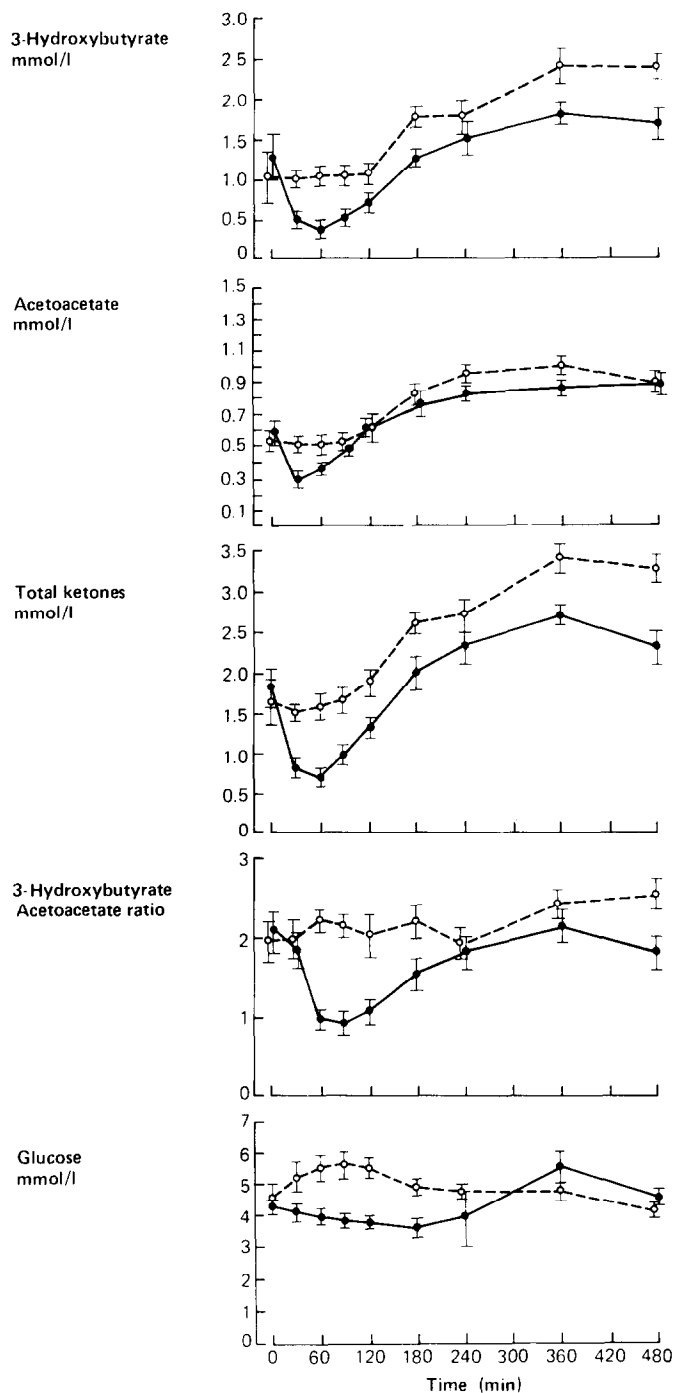 3-Hydroxybutyrate
mmol/l
3.0
2.5
2.0
1.5
1.0
0.5
0
Acetoacetate
mmol/l
1.5
1.3
1.1
0.9
0.7
0.5
0.3
0.1
Total ketones
mmol/l
3.5
3.0
2.5
2.0
1.5
1.0
0.5
0
3-Hydroxybutyrate
Acetoacetate ratio
3
2
1
0
Glucose
mmol/l
7
6
5
4
3
2
1
0
0 60 120 180 240 300 360 420 480
Time (min)